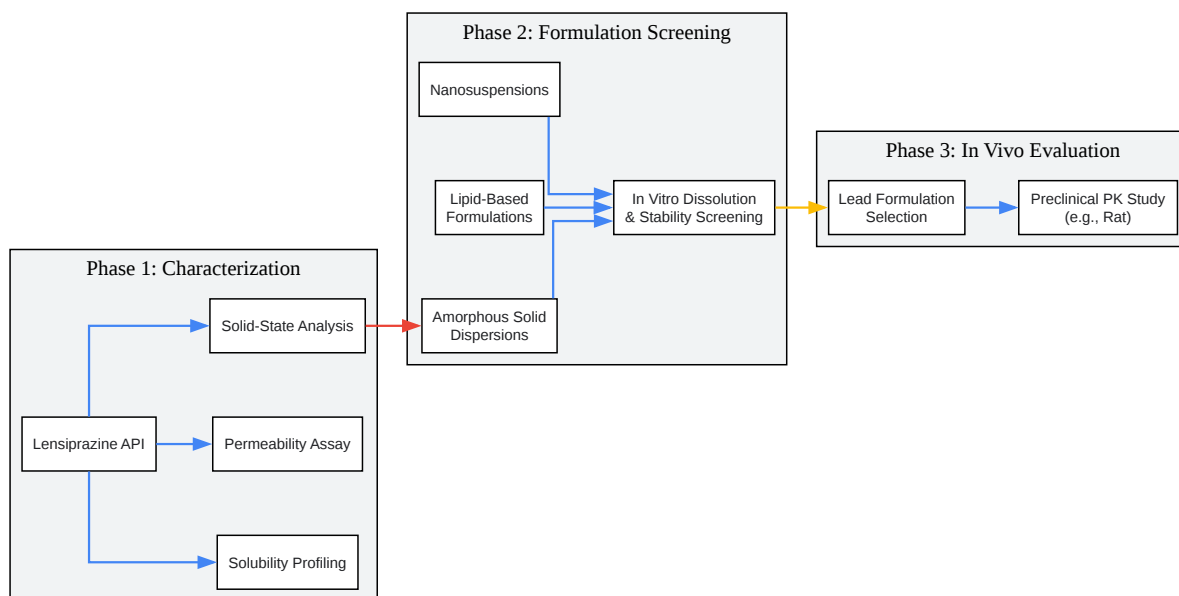 Phase 1: Characterization
Lensiprazine API
Solid-State Analysis
Permeability Assay
Solubility Profiling
Phase 2: Formulation Screening
Nanosuspensions
Lipid-Based
Formulations
Amorphous Solid
Dispersions
In Vitro Dissolution
& Stability Screening
Phase 3: In Vivo Evaluation
Lead Formulation
Selection
Preclinical PK Study
(e.g., Rat)